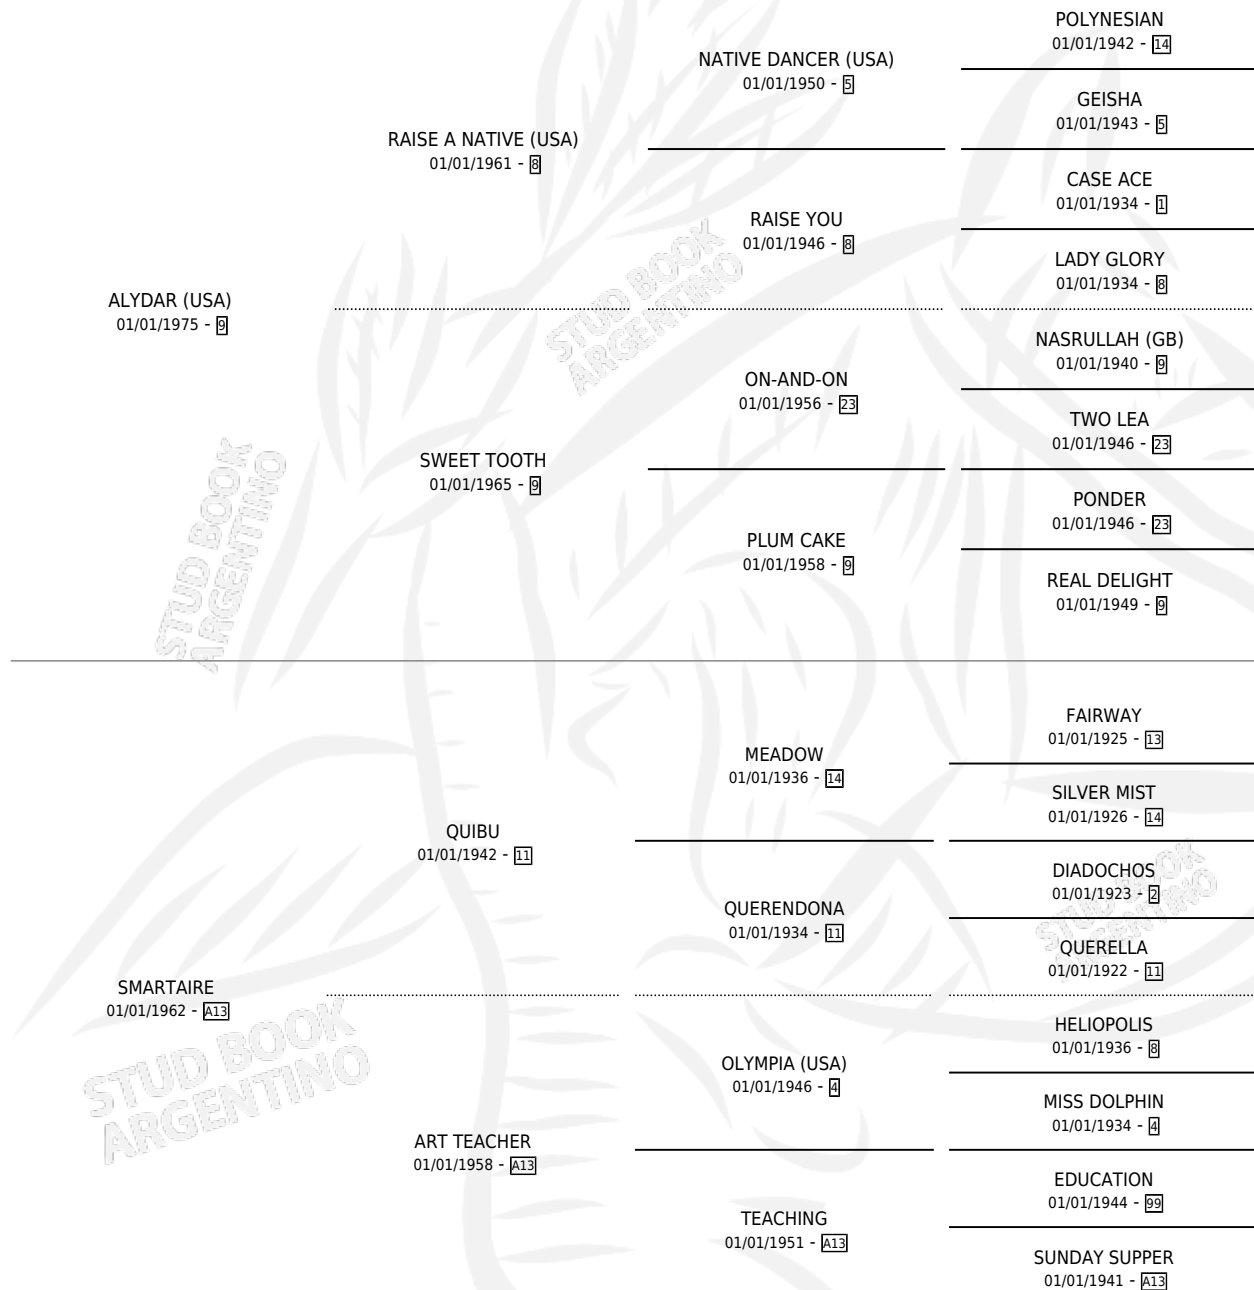 POLYNESIAN
01/01/1942 - 14
NATIVE DANCER (USA)
01/01/1950 - 5
GEISHA
01/01/1943 - 5
RAISE A NATIVE (USA)
01/01/1961 - 8
CASE ACE
01/01/1934 - 1
RAISE YOU
01/01/1946 - 8
LADY GLORY
01/01/1934 - 8
ALYDAR (USA)
01/01/1975 - 9
STUD BOOK
ARGENTINO
NASRULLAH (GB)
01/01/1940 - 9
ON-AND-ON
01/01/1956 - 23
TWO LEA
01/01/1946 - 23
SWEET TOOTH
01/01/1965 - 9
PONDER
01/01/1946 - 23
PLUM CAKE
01/01/1958 - 9
REAL DELIGHT
01/01/1949 - 9
STUD BOOK
ARGENTINO
FAIRWAY
01/01/1925 - 13
MEADOW
01/01/1936 - 14
SILVER MIST
01/01/1926 - 14
QUIBU
01/01/1942 - 11
DIADOCHOS
01/01/1923 - 2
QUERENDONA
01/01/1934 - 11
QUERELLA
01/01/1922 - 11
STUD BOOK
ARGENTINO
SMARTAIRE
01/01/1962 - A13
HELIOPOLIS
01/01/1936 - 8
OLYMPIA (USA)
01/01/1946 - 4
MISS DOLPHIN
01/01/1934 - 4
STUD BOOK
ARGENTINO
ART TEACHER
01/01/1958 - A13
EDUCATION
01/01/1944 - 99
TEACHING
01/01/1951 - A13
SUNDAY SUPPER
01/01/1941 - A13